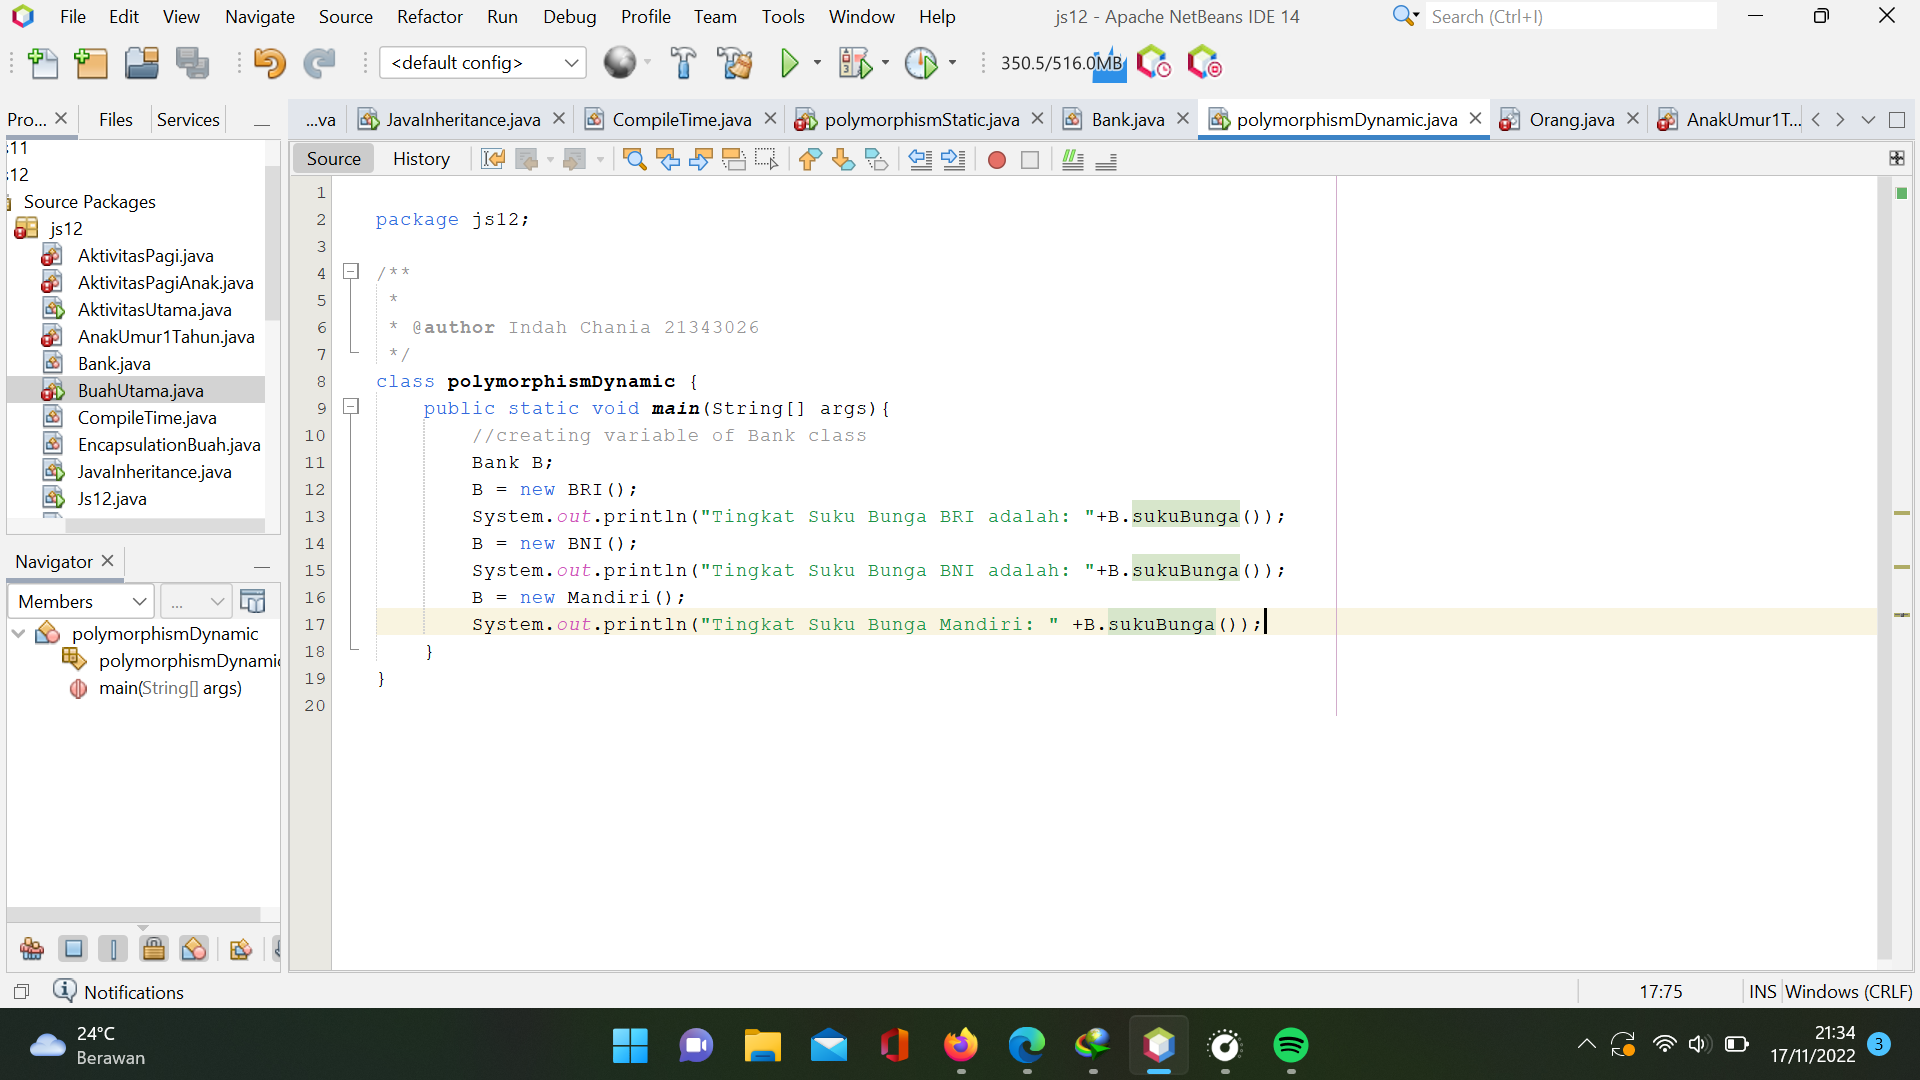 File Edit View Navigate Source Refactor Run Debug Profile Team Tools Window Help
js12 - Apache NetBeans IDE 14
Search (Ctrl+I)
<default config>
350.5/516.0MB
Pro... Files Services
...va JavaInheritance.java CompileTime.java polymorphismStatic.java Bank.java polymorphismDynamic.java Orang.java AnakUmur1T...
Source History
:11
:12
Source Packages
js12
AktivitasPagi.java
AktivitasPagiAnak.java
AktivitasUtama.java
AnakUmur1Tahun.java
Bank.java
BuahUtama.java
CompileTime.java
EncapsulationBuah.java
JavaInheritance.java
Js12.java
Navigator
Members ...
polymorphismDynamic
polymorphismDynamic
main(String[] args)
1
2 package js12;
3
4 /**
5 *
6 * @author Indah Chania 21343026
7 */
8 class polymorphismDynamic {
9 public static void main(String[] args){
10 //creating variable of Bank class
11 Bank B;
12 B = new BRI();
13 System.out.println("Tingkat Suku Bunga BRI adalah: "+B.sukuBunga());
14 B = new BNI();
15 System.out.println("Tingkat Suku Bunga BNI adalah: "+B.sukuBunga());
16 B = new Mandiri();
17 System.out.println("Tingkat Suku Bunga Mandiri: " +B.sukuBunga());
18 }
19 }
20
Notifications
17:75 INS Windows (CRLF)
24°C
Berawan
21:34
17/11/2022
3